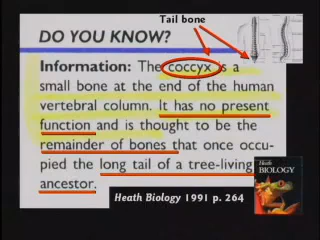 Tail bone
DO YOU KNOW?
Information: The coccyx is a
small bone at the end of the human
vertebral column. It has no present
function and is thought to be the
remainder of bones that once occu-
pied the long tail of a tree-living
ancestor.
Heath
BIOLOGY
Heath Biology 1991 p. 264